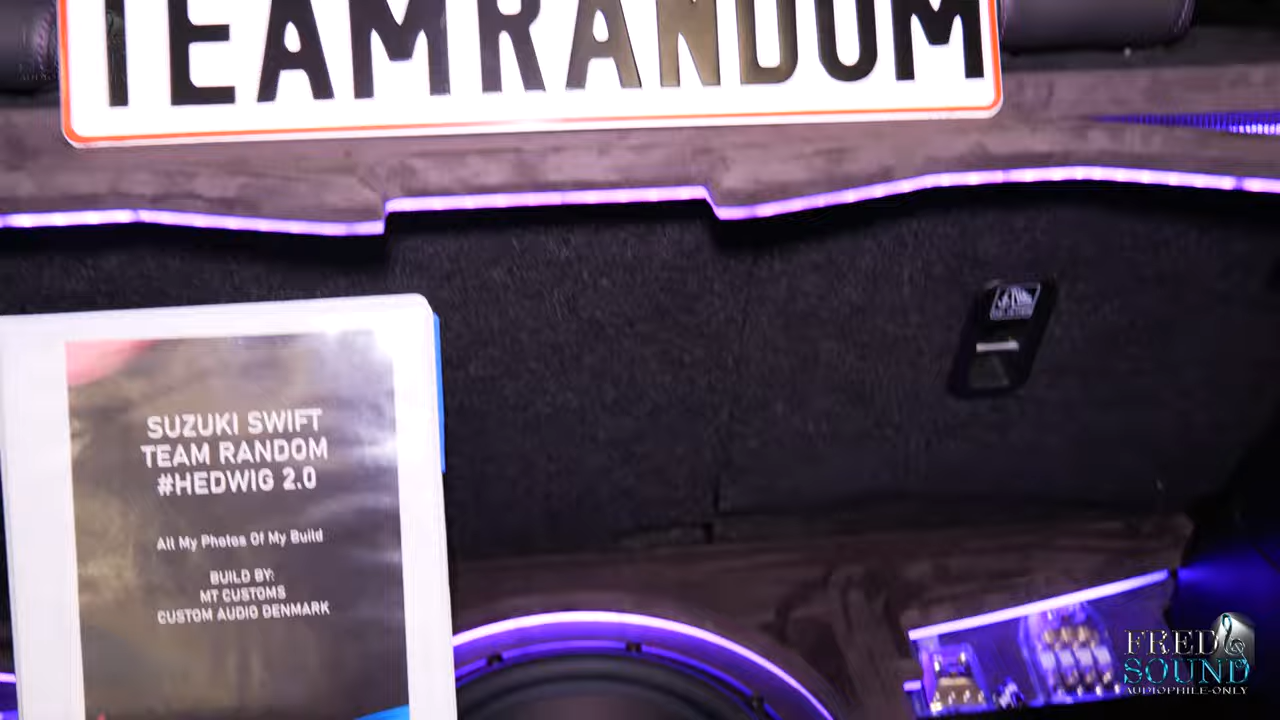 TEAMRANDOM
SUZUKI SWIFT
TEAM RANDOM
#HEDWIG 2.0
All My Photos Of My Build
BUILD BY:
MT CUSTOMS
CUSTOM AUDIO DENMARK
FRED
SOUND
AUDIOPHILE-ONLY